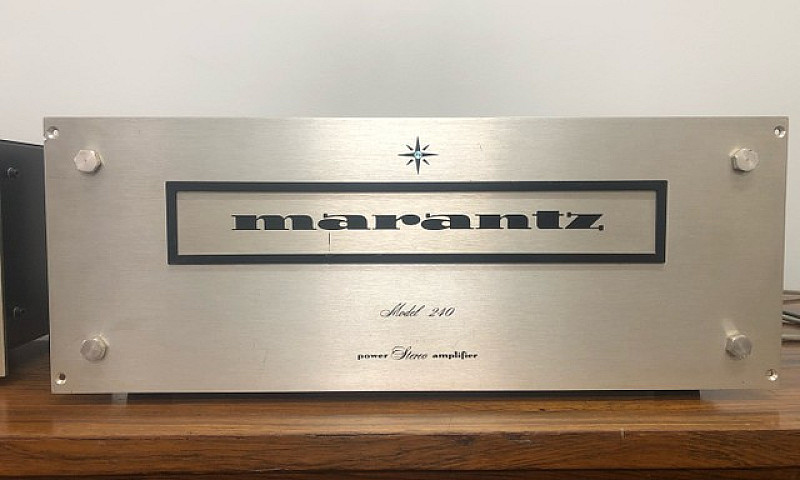 marantz
Model 240
power Stereo amplifier